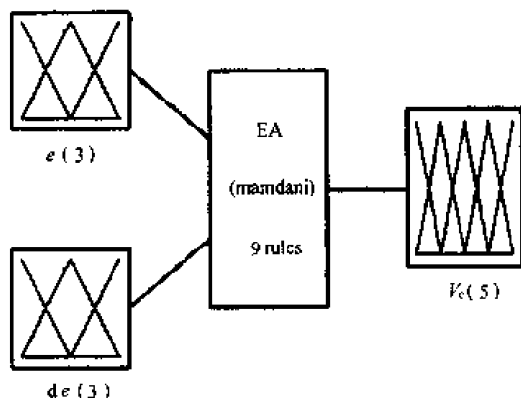 e(3)
EA
(mamdani)
9 rules
de(3)
Vc(5)